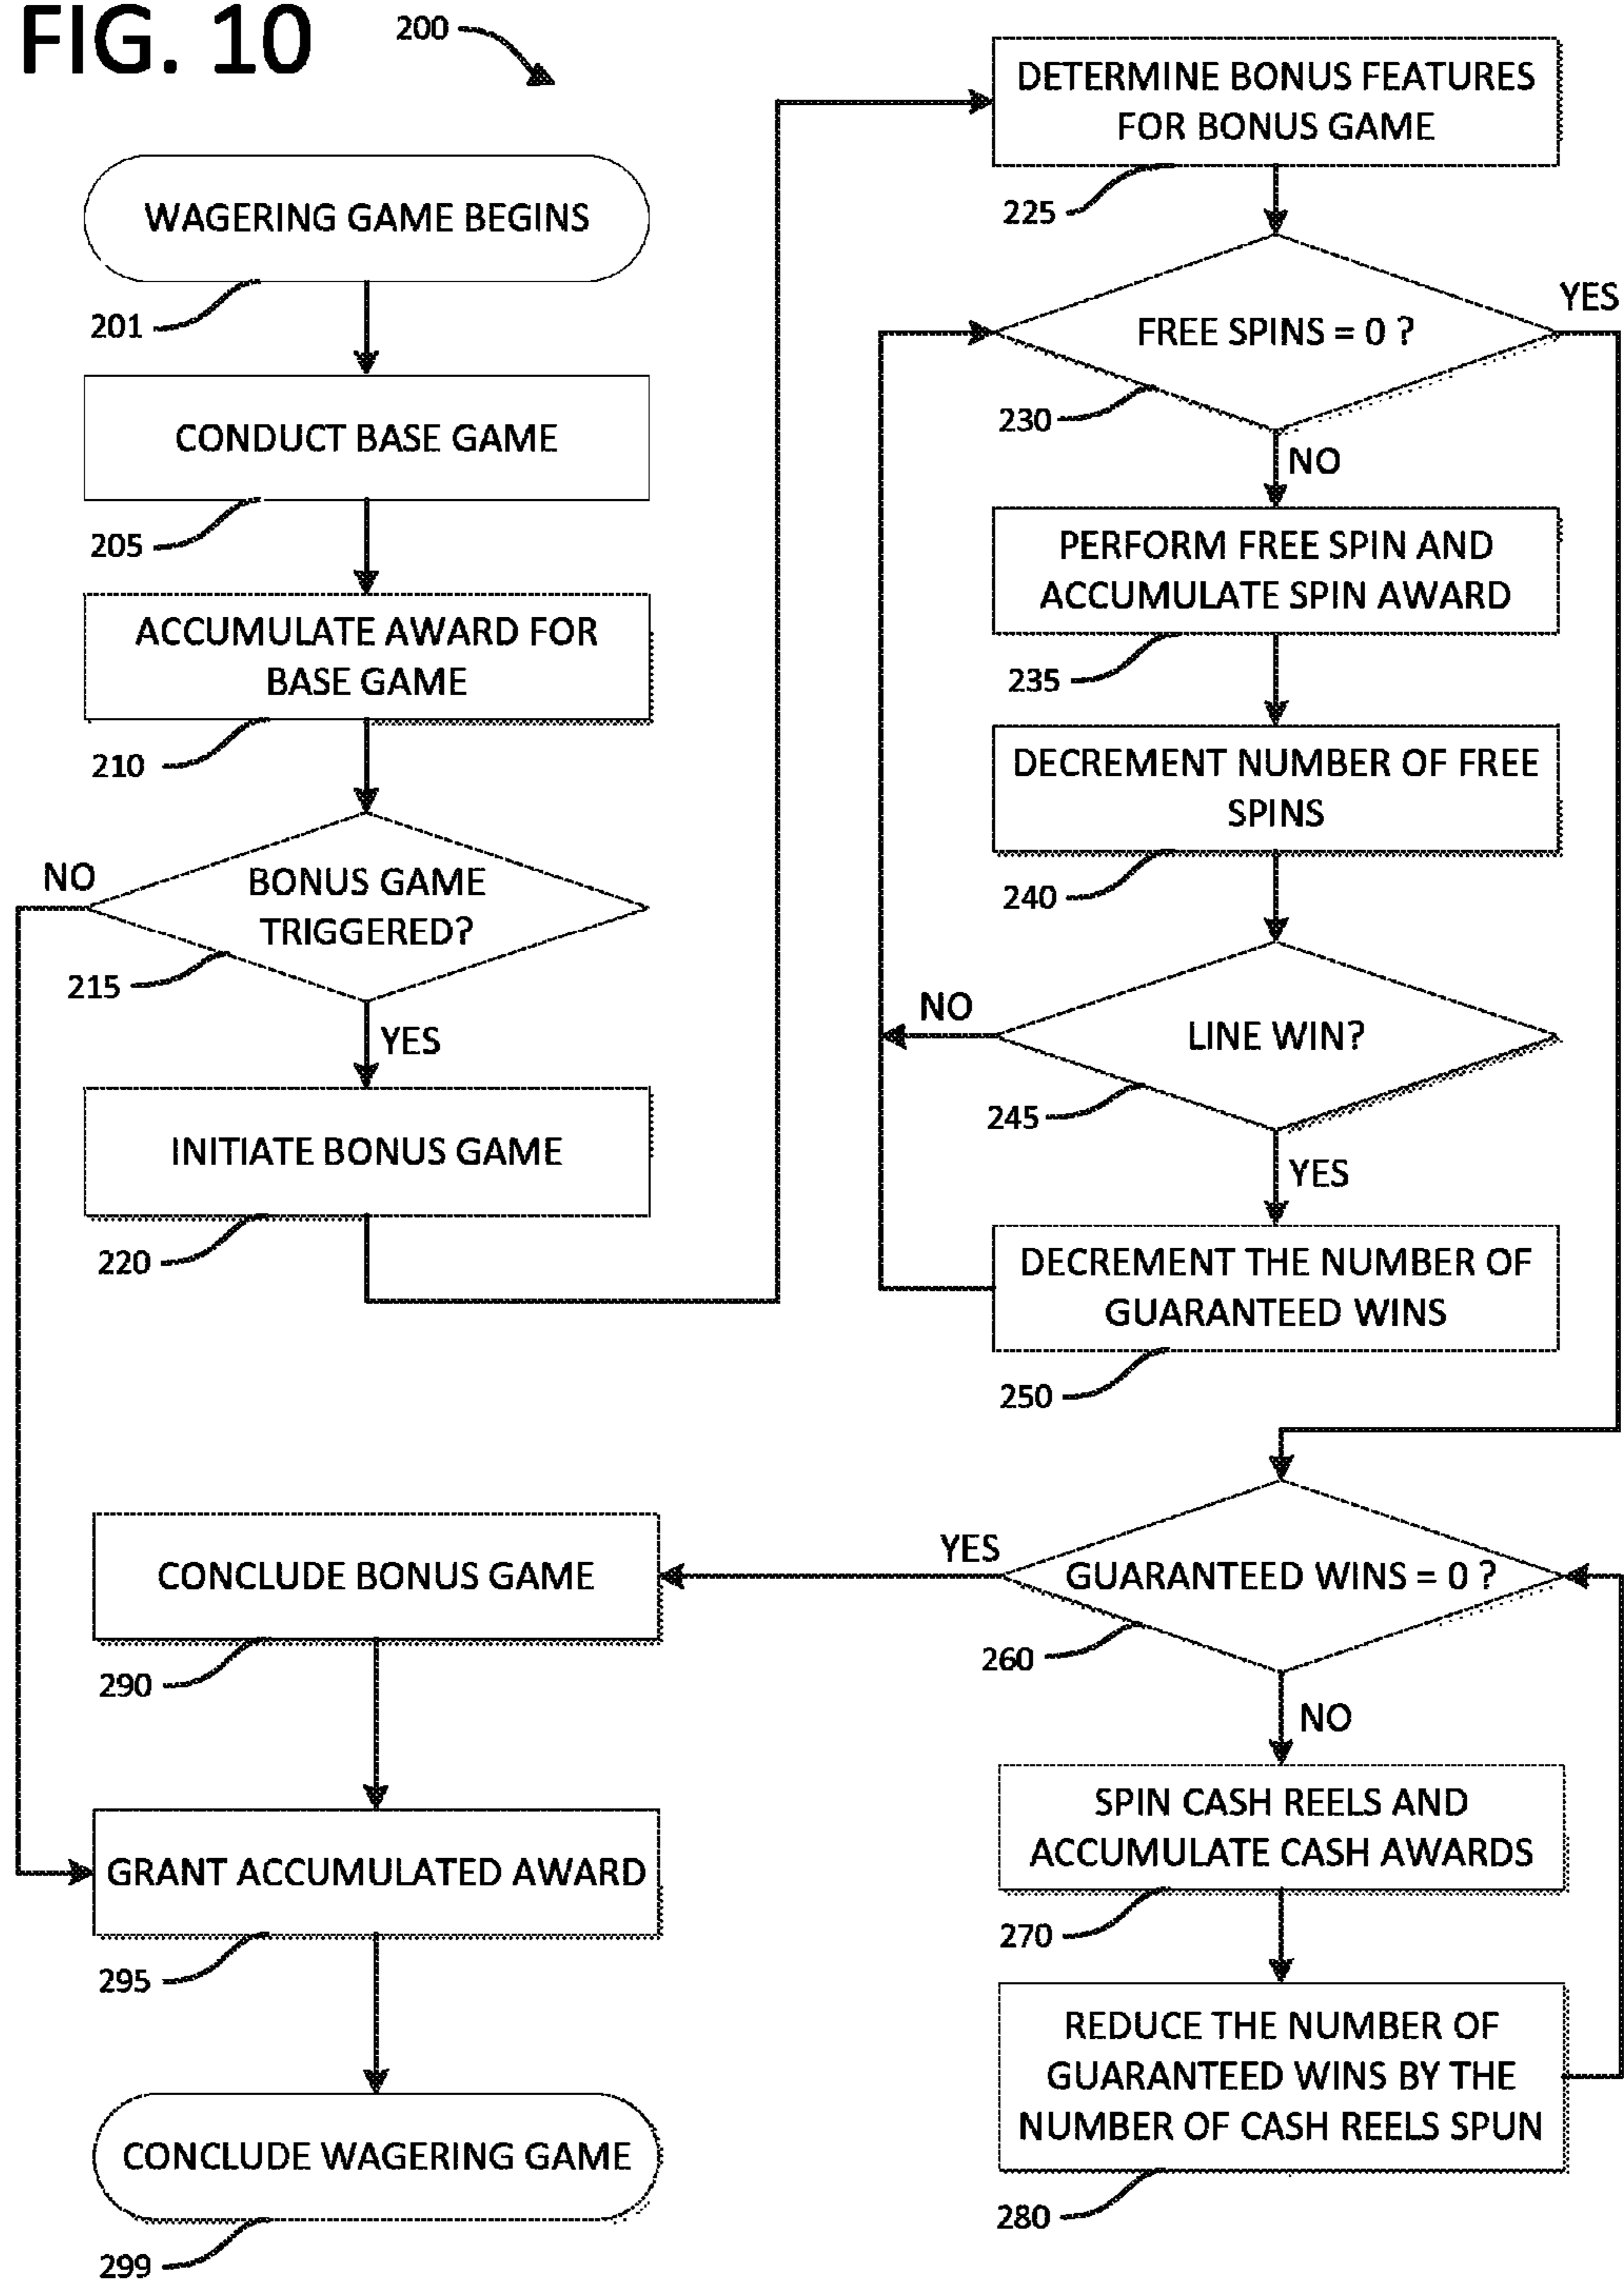 FIG. 10
200
WAGERING GAME BEGINS
201
CONDUCT BASE GAME
205
ACCUMULATE AWARD FOR
BASE GAME
210
NO
BONUS GAME
TRIGGERED?
215
YES
INITIATE BONUS GAME
220
DETERMINE BONUS FEATURES
FOR BONUS GAME
225
YES
FREE SPINS = 0 ?
230
NO
PERFORM FREE SPIN AND
ACCUMULATE SPIN AWARD
235
DECREMENT NUMBER OF FREE
SPINS
240
NO
LINE WIN?
245
YES
DECREMENT THE NUMBER OF
GUARANTEED WINS
250
YES
GUARANTEED WINS = 0 ?
260
NO
SPIN CASH REELS AND
ACCUMULATE CASH AWARDS
270
REDUCE THE NUMBER OF
GUARANTEED WINS BY THE
NUMBER OF CASH REELS SPUN
280
CONCLUDE BONUS GAME
290
GRANT ACCUMULATED AWARD
295
CONCLUDE WAGERING GAME
299